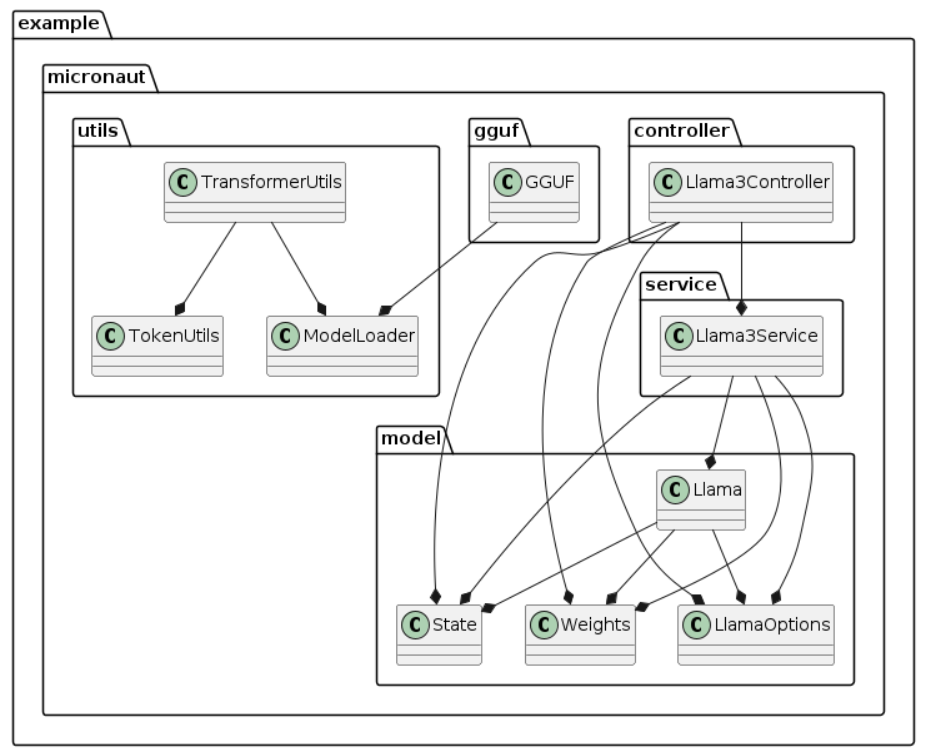 example
micronaut
utils
gguf
controller
C TransformerUtils
C GGUF
C Llama3Controller
service
C TokenUtils
C ModelLoader
C Llama3Service
model
C Llama
C State
C Weights
C LlamaOptions